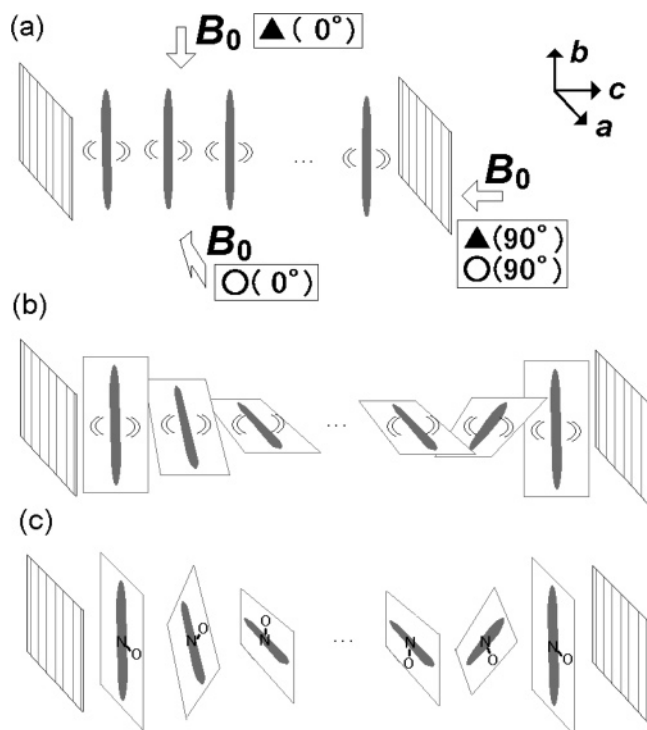 (a)
B₀ ▲( 0°)
b
c
a
...
B₀
▲(90°)
○(90°)
B₀
○( 0°)
(b)
...
(c)
N O
N O
O
N
...
N
O
N
O
N O